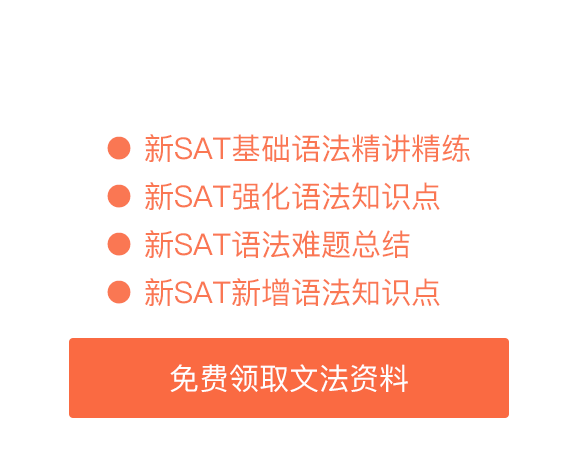 ● 新SAT基础语法精讲精练
● 新SAT强化语法知识点
● 新SAT语法难题总结
● 新SAT新增语法知识点
免费领取文法资料